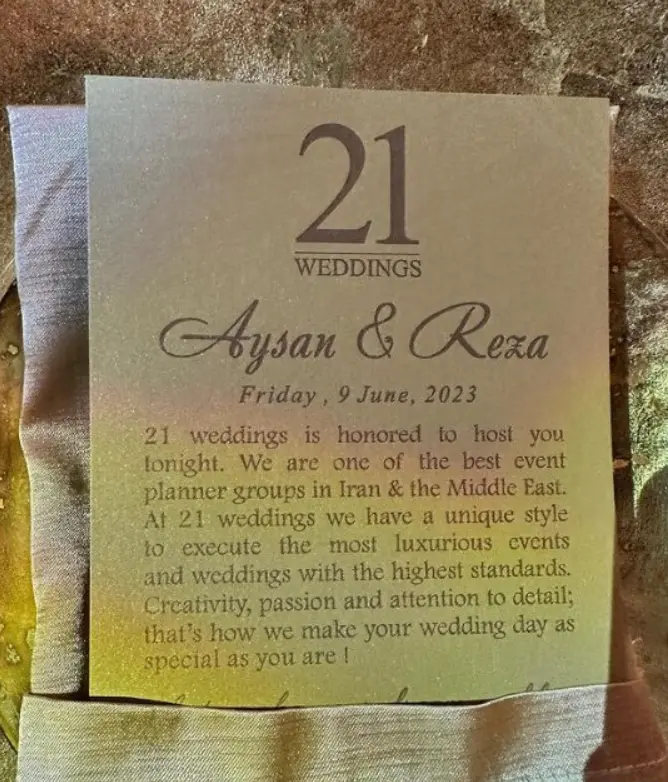 21
WEDDINGS
Aysan & Reza
Friday , 9 June, 2023
21 weddings is honored to host you
tonight. We are one of the best event
planner groups in Iran & the Middle East.
At 21 weddings we have a unique style
to execute the most luxurious events
and weddings with the highest standards.
Creativity, passion and attention to detail;
that's how we make your wedding day as
special as you are !